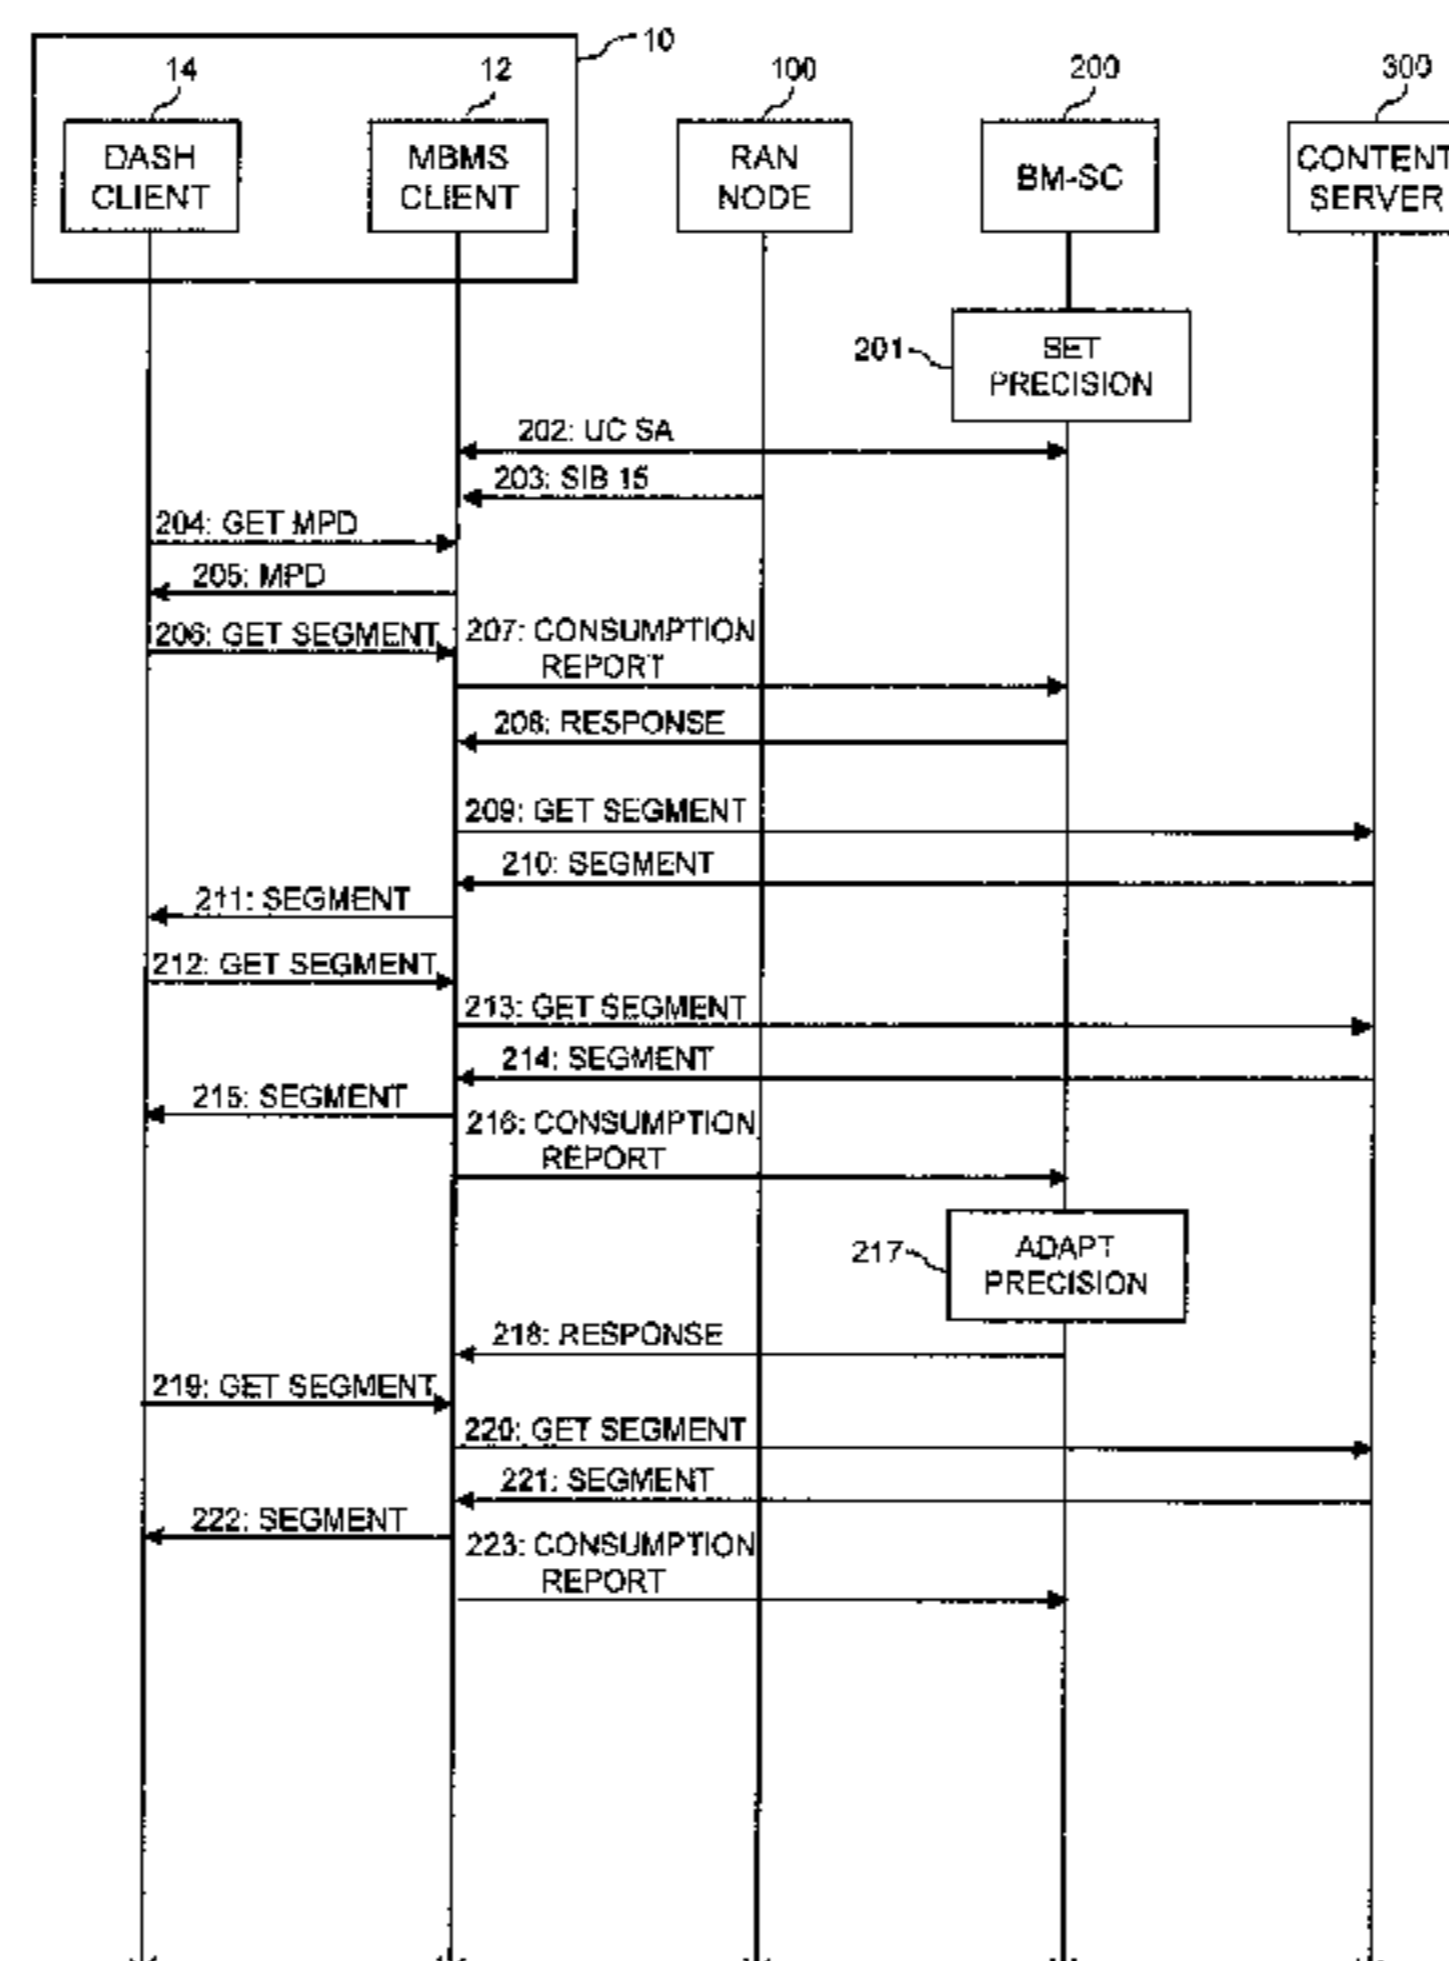 10
14
12
100
200
300
DASH
CLIENT
MBMS
CLIENT
RAN
NODE
BM-SC
CONTENT
SERVER
201
SET
PRECISION
202: UC SA
203: SIB 15
204: GET MPD
205: MPD
206: GET SEGMENT
207: CONSUMPTION
REPORT
208: RESPONSE
209: GET SEGMENT
210: SEGMENT
211: SEGMENT
212: GET SEGMENT
213: GET SEGMENT
214: SEGMENT
215: SEGMENT
216: CONSUMPTION
REPORT
217
ADAPT
PRECISION
218: RESPONSE
219: GET SEGMENT
220: GET SEGMENT
221: SEGMENT
222: SEGMENT
223: CONSUMPTION
REPORT